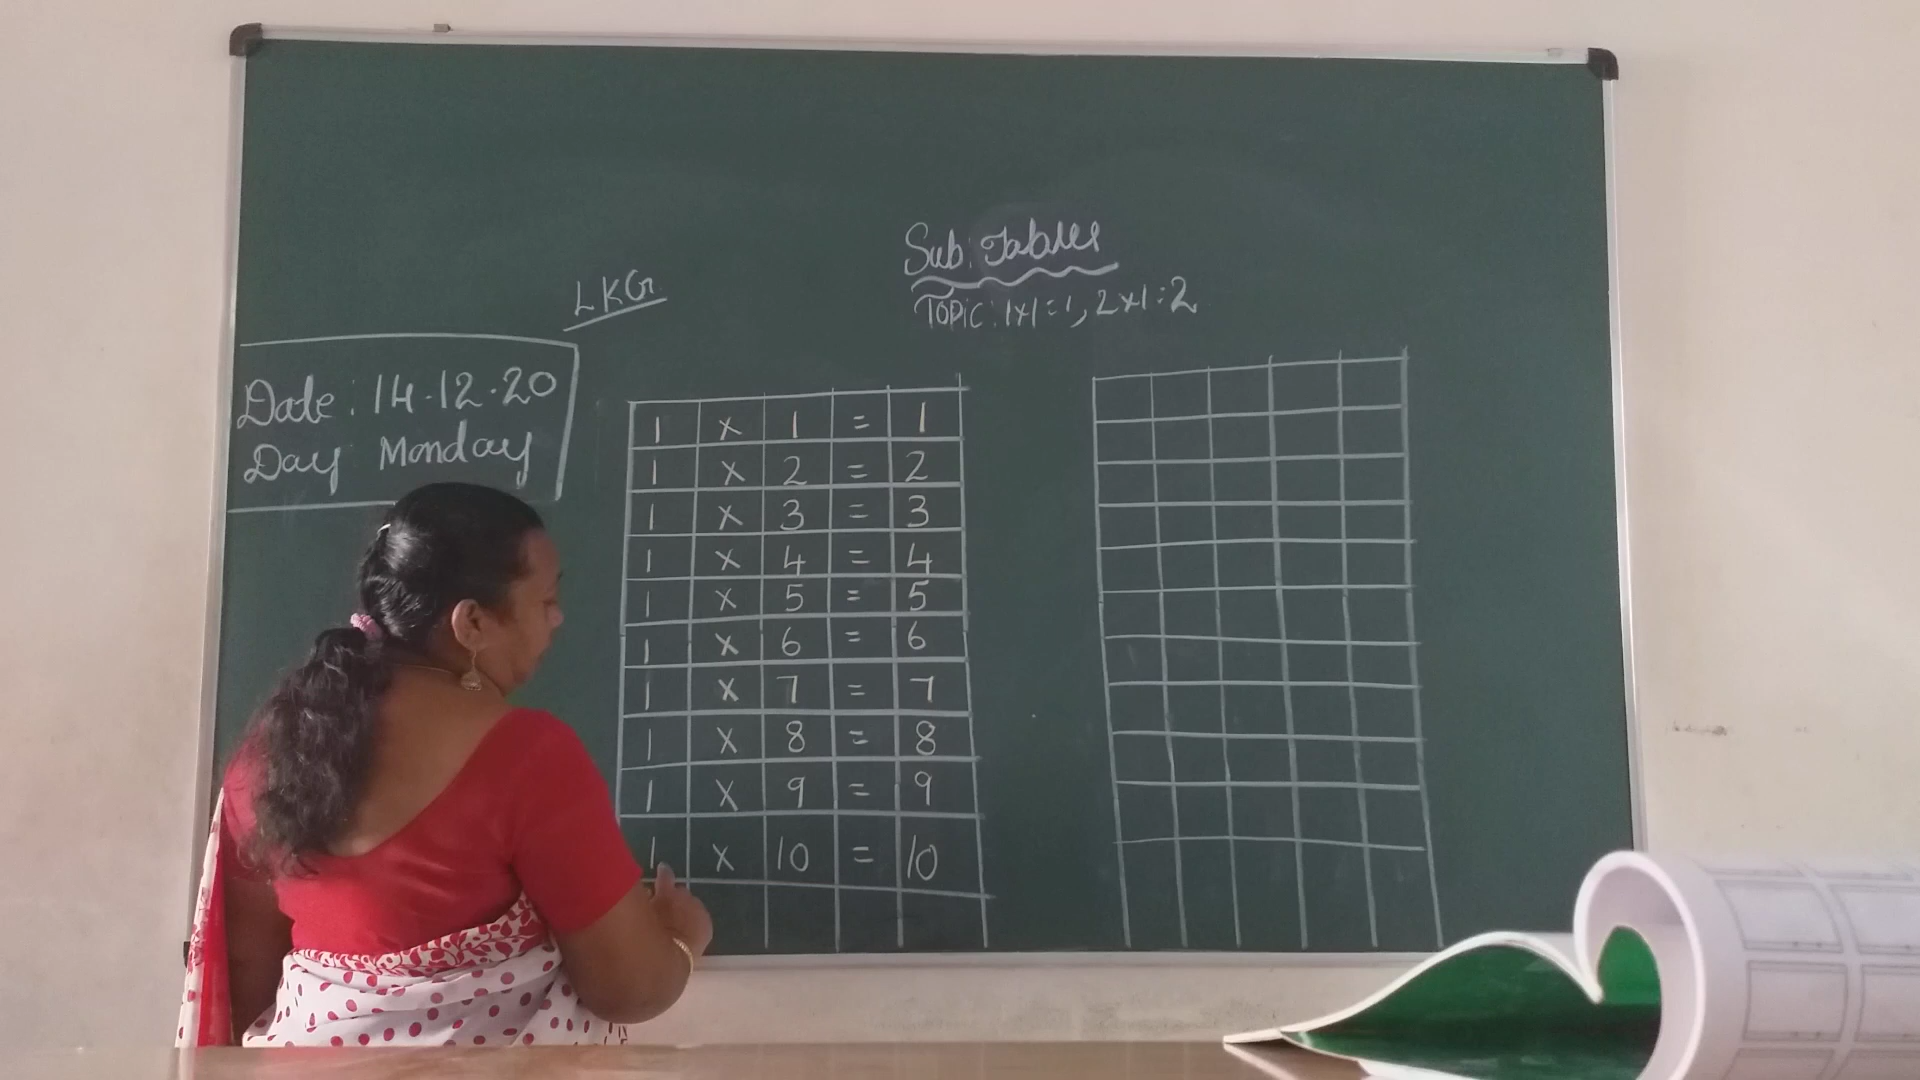 Sub: Tables
LKG
TOPIC: 1x1=1, 2x1=2
Date: 14.12.20
Day Monday
1 x 1 = 1
1 x 2 = 2
1 x 3 = 3
1 x 4 = 4
1 x 5 = 5
1 x 6 = 6
1 x 7 = 7
1 x 8 = 8
1 x 9 = 9
1 x 10 = 10